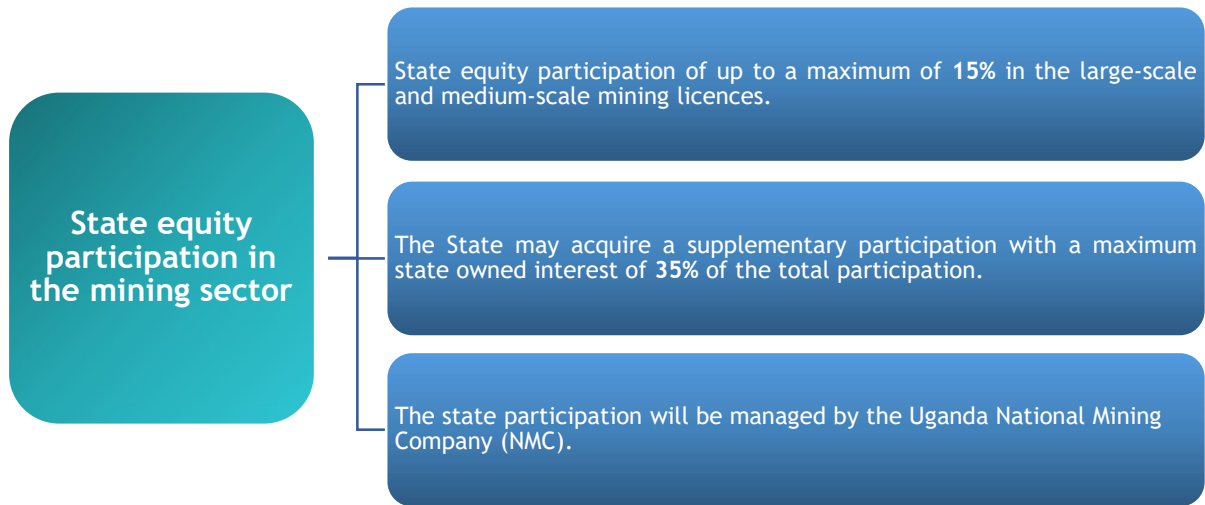 State equity
participation in
the mining sector
State equity participation of up to a maximum of 15% in the large-scale
and medium-scale mining licences.
The State may acquire a supplementary participation with a maximum
state owned interest of 35% of the total participation.
The state participation will be managed by the Uganda National Mining
Company (NMC).